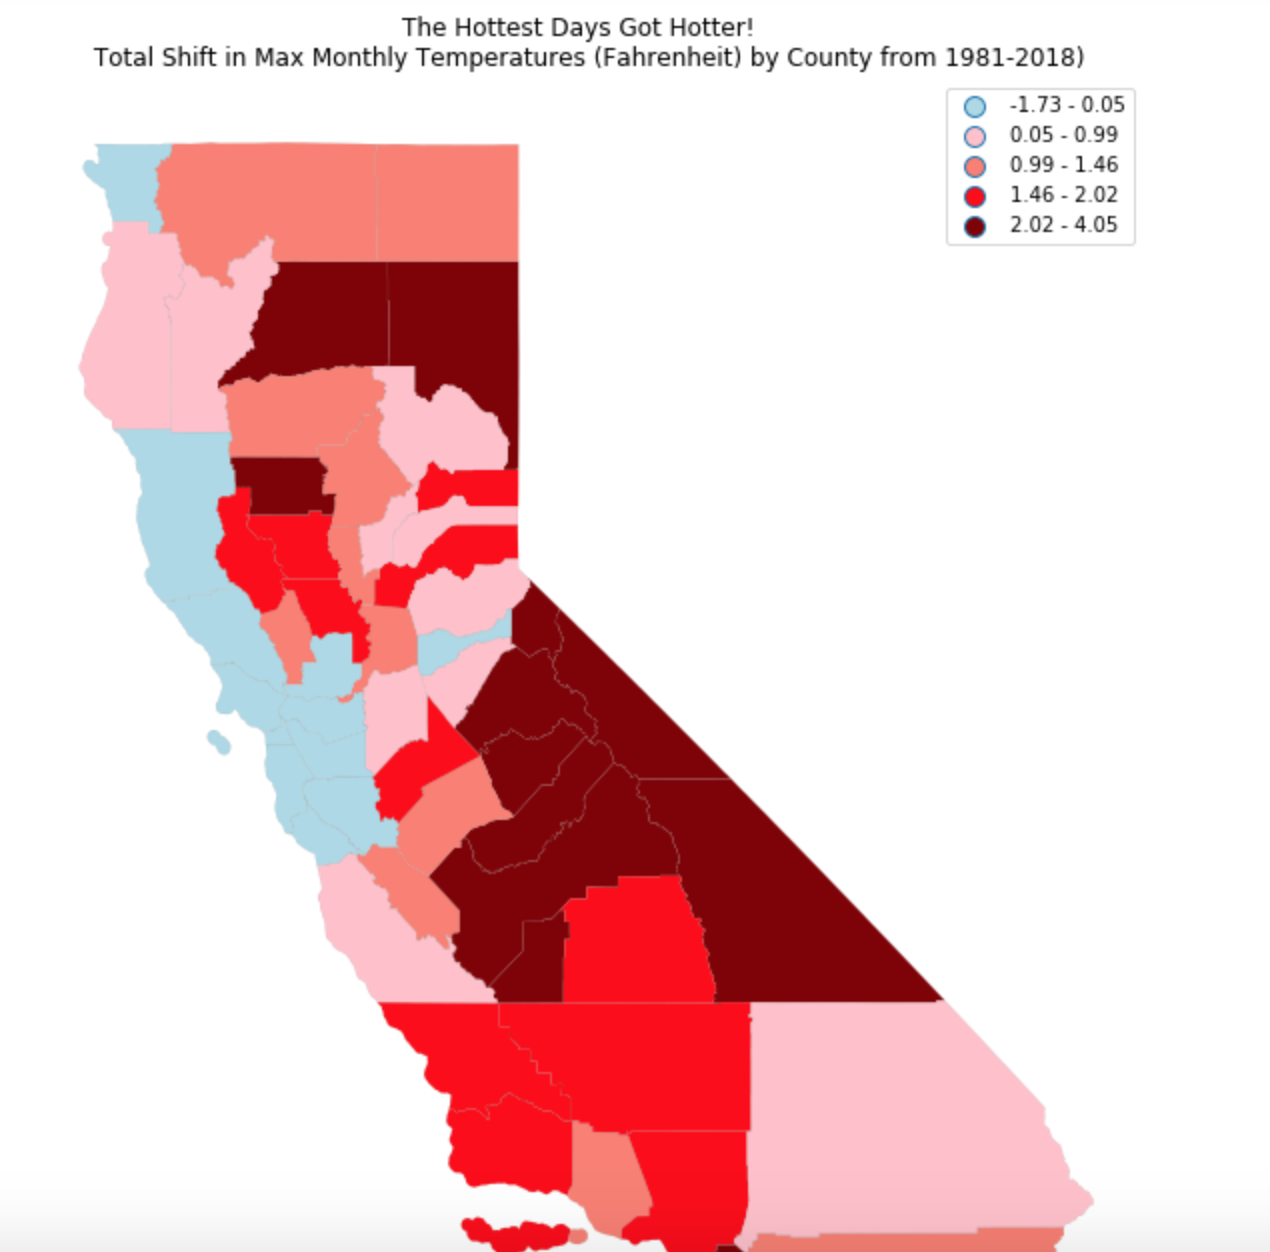 The Hottest Days Got Hotter!
Total Shift in Max Monthly Temperatures (Fahrenheit) by County from 1981-2018)
-1.73 - 0.05
0.05 - 0.99
0.99 - 1.46
1.46 - 2.02
2.02 - 4.05